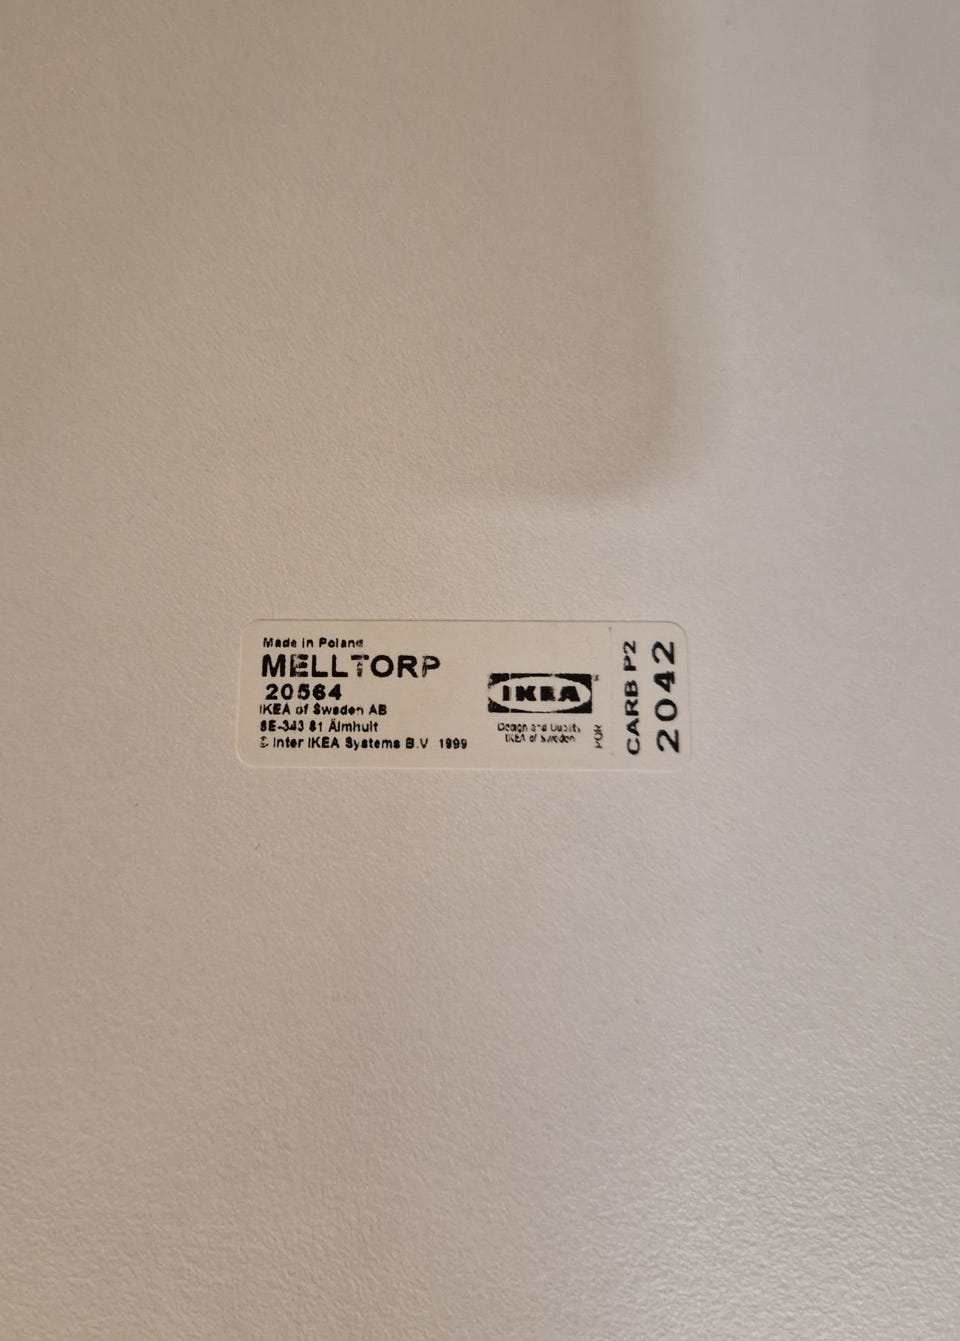 Made in Poland
MELLTORP
20564
IKEA of Sweden AB
SE-343 81 Älmhult
© Inter IKEA Systems B.V 1999
IKEA
Design and Quality
IKEA of Sweden
CARB P2
2042